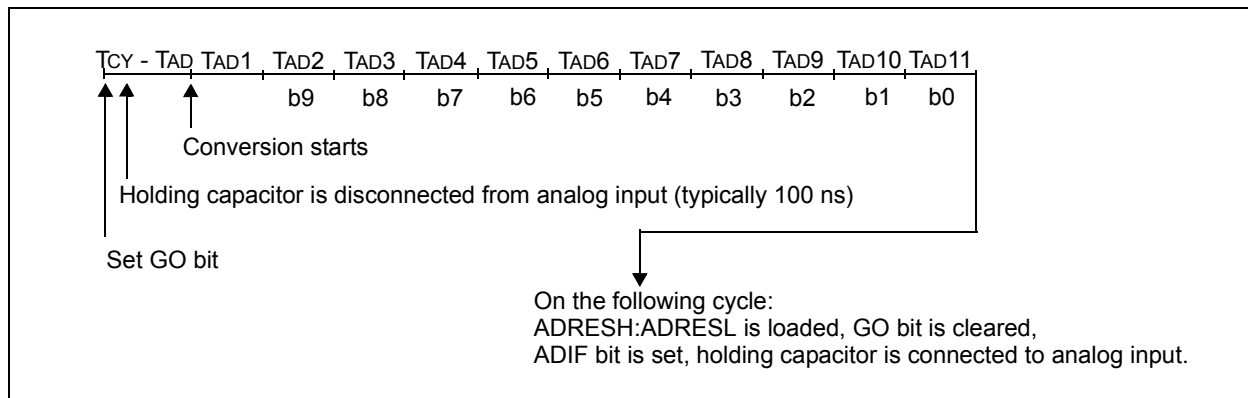 TCY - TAD TAD1 TAD2 TAD3 TAD4 TAD5 TAD6 TAD7 TAD8 TAD9 TAD10 TAD11
b9 b8 b7 b6 b5 b4 b3 b2 b1 b0
Conversion starts
Holding capacitor is disconnected from analog input (typically 100 ns)
Set GO bit
On the following cycle:
ADRESH:ADRESL is loaded, GO bit is cleared,
ADIF bit is set, holding capacitor is connected to analog input.